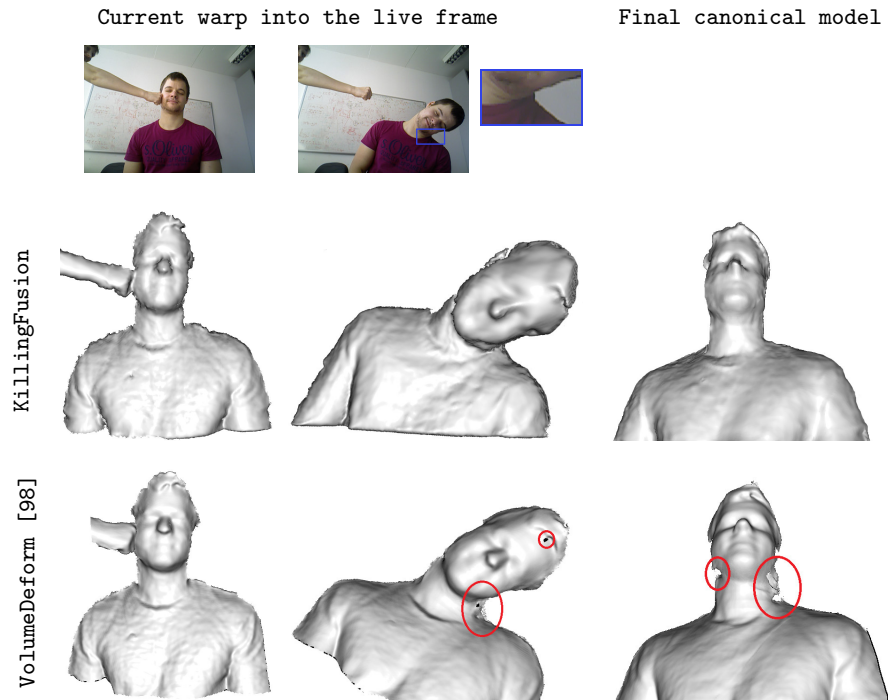 Current warp into the live frame
Final canonical model
KillingFusion
VolumeDeform [98]